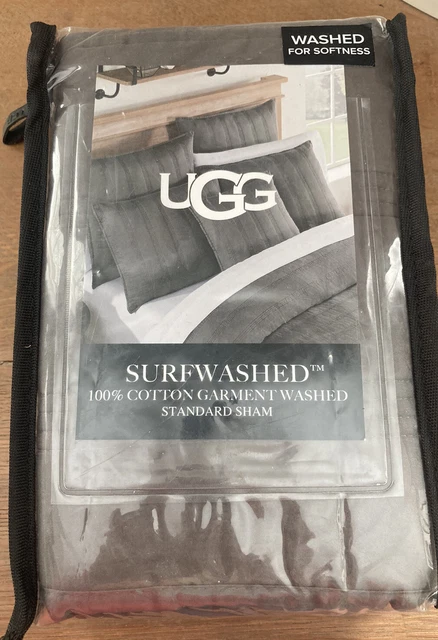 WASHED
FOR SOFTNESS
UGG
SURFWASHED™
100% COTTON GARMENT WASHED
STANDARD SHAM